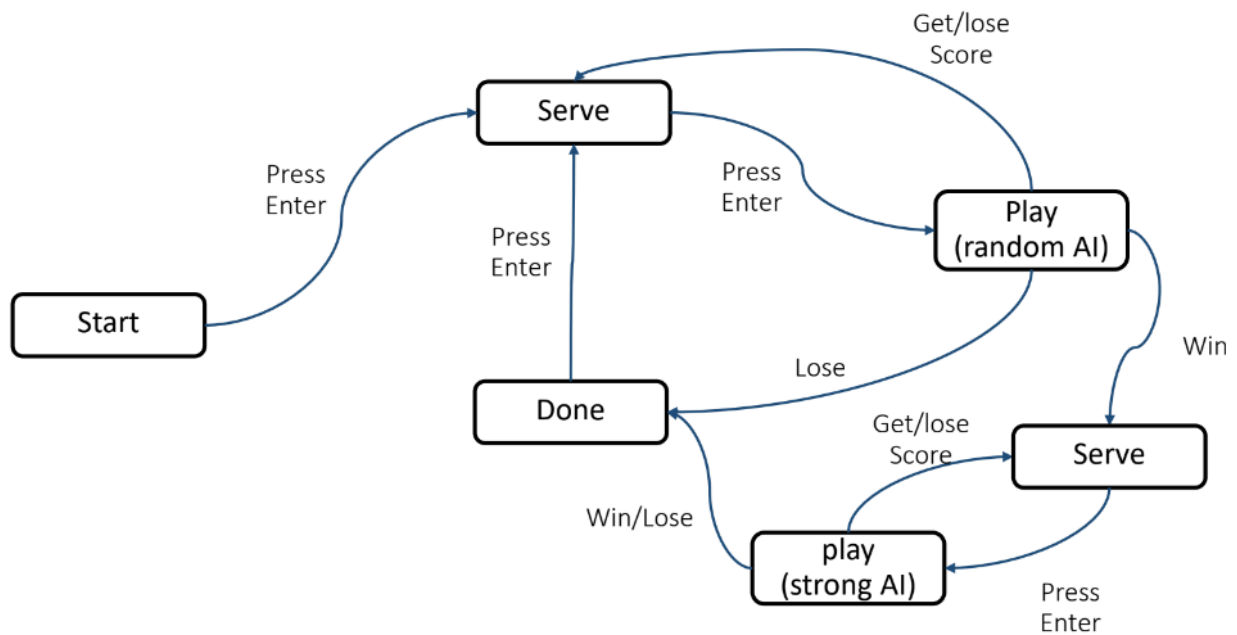 Get/lose
Score
Serve
Press
Enter
Press
Enter
Play
(random AI)
Press
Enter
Start
Win
Lose
Done
Get/lose
Score
Serve
Win/Lose
play
(strong AI)
Press
Enter